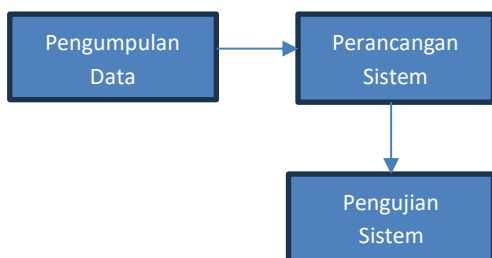 Pengumpulan
Data
Perancangan
Sistem
Pengujian
Sistem